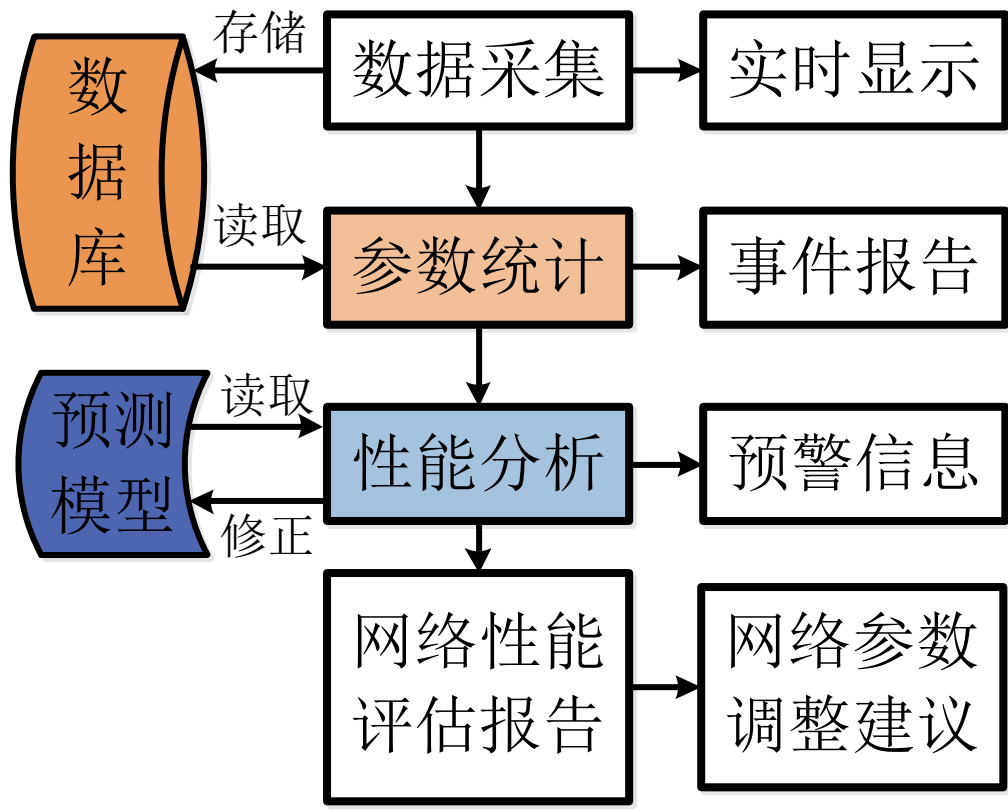 存储
数据采集
实时显示
数
据
库
读取
参数统计
事件报告
读取
预测
模型
性能分析
预警信息
修正
网络性能
评估报告
网络参数
调整建议